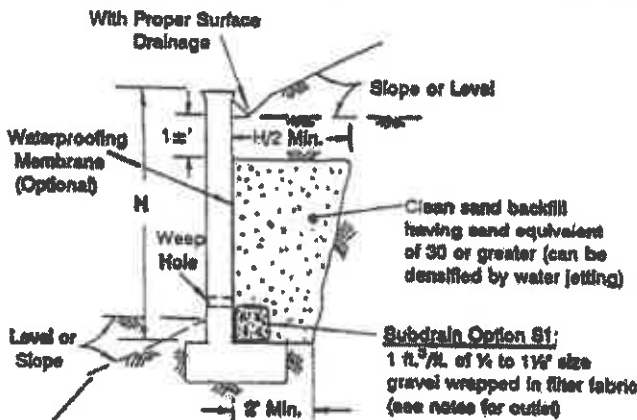 With Proper Surface
Drainage
Slope or Level
1±'
H/2 Min.
Waterproofing
Membrane
(Optional)
H
Clean sand backfill
having sand equivalent
of 30 or greater (can be
densified by water jetting)
Weep
Hole
Level or
Slope
Subdrain Option S1:
1 ft.³/ft. of ¼ to 1½" size
gravel wrapped in filter fabric
(see notes for outlet)
2' Min.